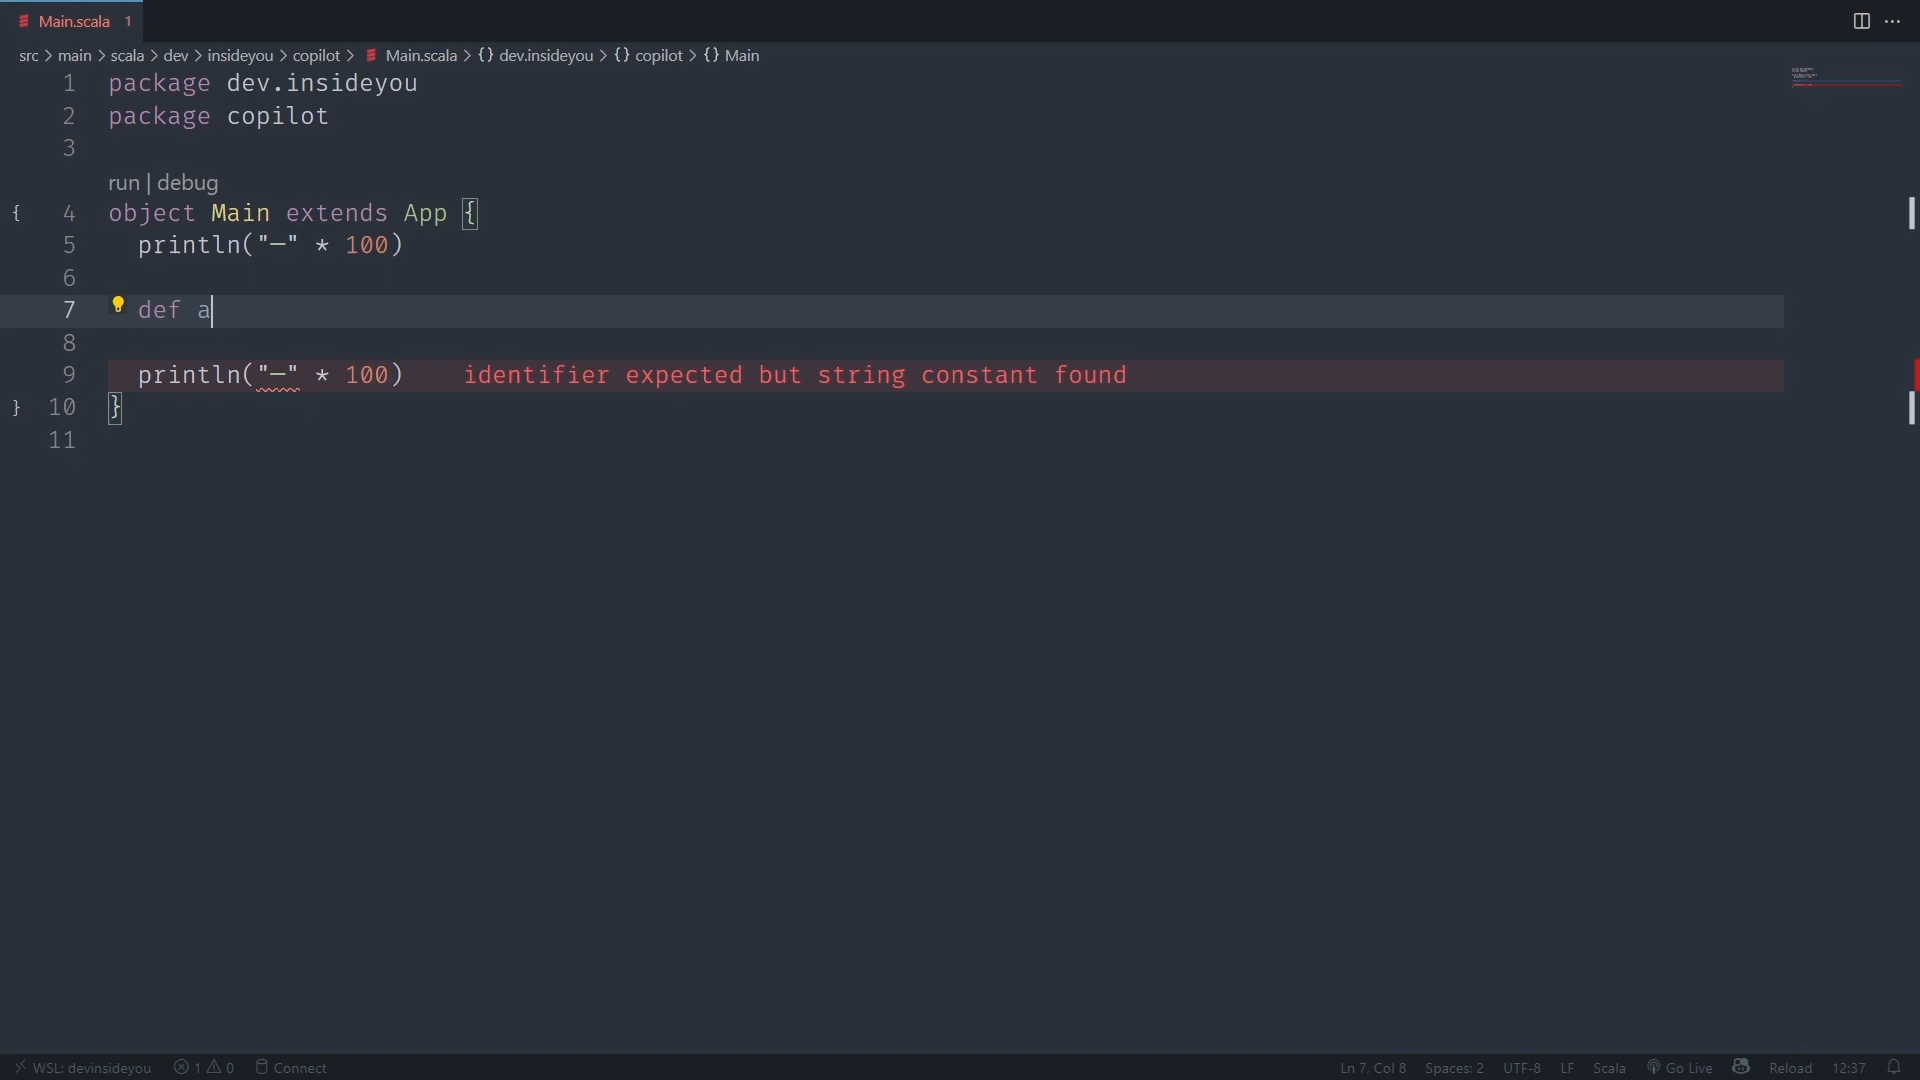 Main.scala 1
src > main > scala > dev > insideyou > copilot > Main.scala > {} dev.insideyou > {} copilot > {} Main
1 package dev.insideyou
2 package copilot
3
run | debug
{ 4 object Main extends App {
5 println("─" * 100)
6
7 def a
8
9 println("─" * 100) identifier expected but string constant found
} 10 }
11
WSL: devinsideyou 1 0 Connect Ln 7, Col 8 Spaces: 2 UTF-8 LF Scala Go Live Reload 12:37